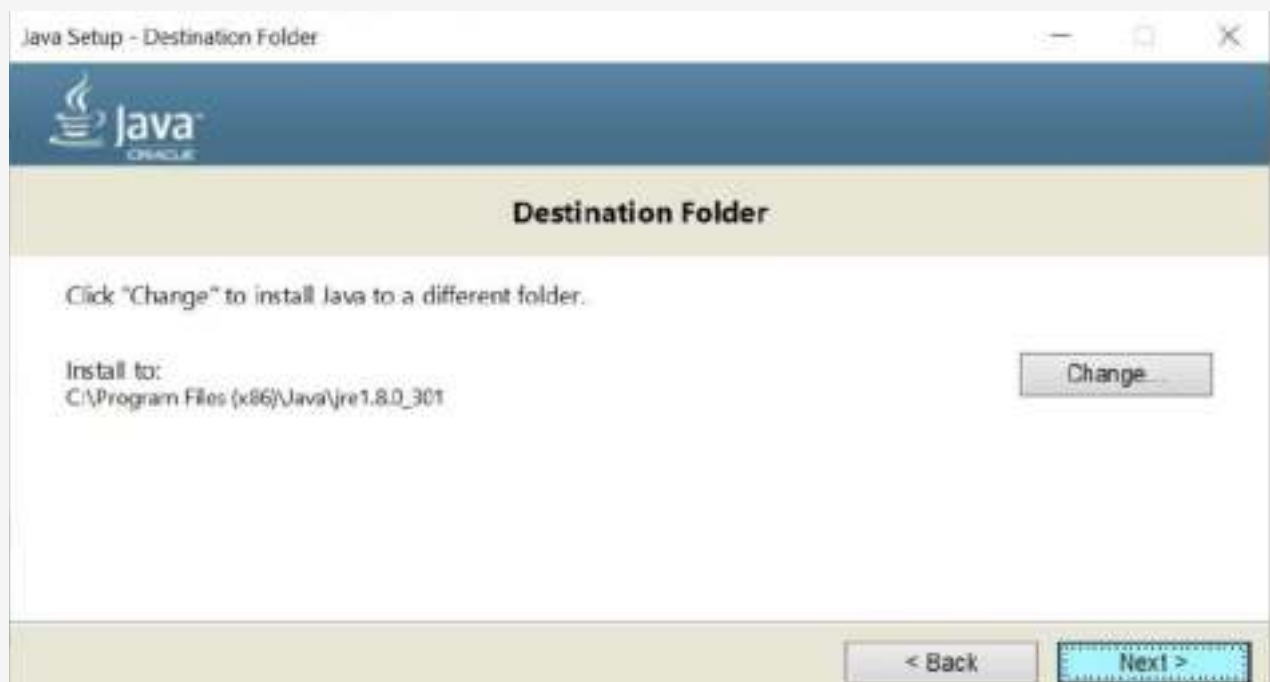 Java Setup - Destination Folder
Java
ORACLE
Destination Folder
Click "Change" to install Java to a different folder.
Install to:
Change...
C:\Program Files (x86)\Java\jre1.8.0_301
< Back
Next >